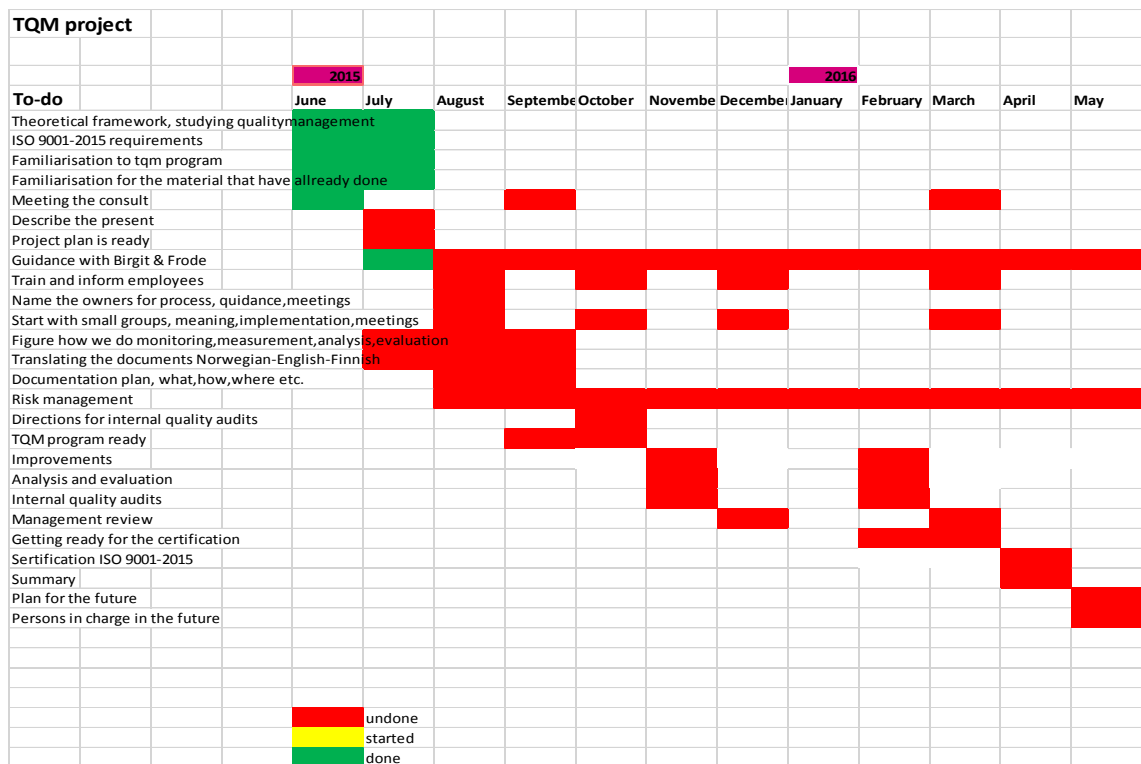 TQM project
2015 2016
To-do June July August Septembe October Novembe December January February March April May
Theoretical framework, studying qualitymanagement
ISO 9001-2015 requirements
Familiarisation to tqm program
Familiarisation for the material that have allready done
Meeting the consult
Describe the present
Project plan is ready
Guidance with Birgit & Frode
Train and inform employees
Name the owners for process, quidance,meetings
Start with small groups, meaning,implementation,meetings
Figure how we do monitoring,measurement,analysis,evaluation
Translating the documents Norwegian-English-Finnish
Documentation plan, what,how,where etc.
Risk management
Directions for internal quality audits
TQM program ready
Improvements
Analysis and evaluation
Internal quality audits
Management review
Getting ready for the certification
Sertification ISO 9001-2015
Summary
Plan for the future
Persons in charge in the future
undone
started
done